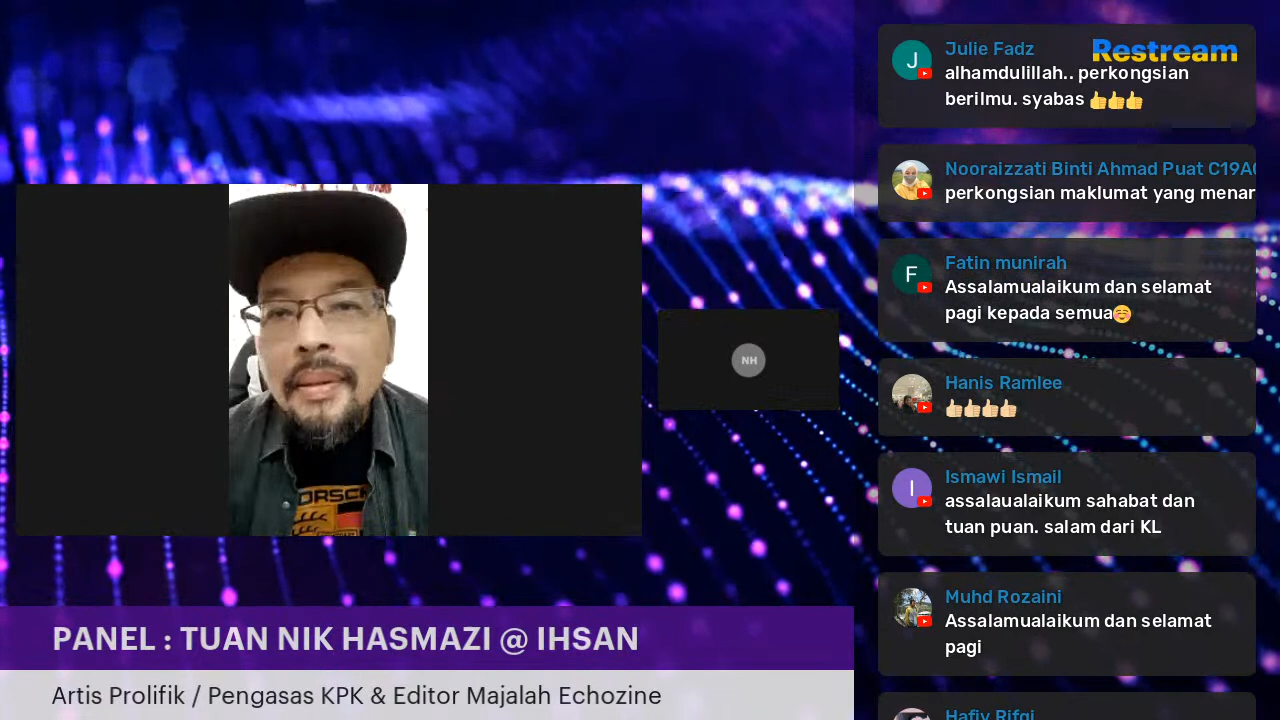 PANEL : TUAN NIK HASMAZI @ IHSAN
Artis Prolifik / Pengasas KPK & Editor Majalah Echozine
NH
Restream
J
Julie Fadz
alhamdulillah.. perkongsian
berilmu. syabas 👍👍👍
Nooraizzati Binti Ahmad Puat
perkongsian maklumat yang
F
Fatin munirah
Assalamualaikum dan selamat
pagi kepada semua☺️
Hanis Ramlee
👍🏼👍🏼👍🏼👍🏼
I
Ismawi Ismail
assalaualaikum sahabat dan
tuan puan. salam dari KL
Muhd Rozaini
Assalamualaikum dan selamat
pagi
Hafiy Rifqi